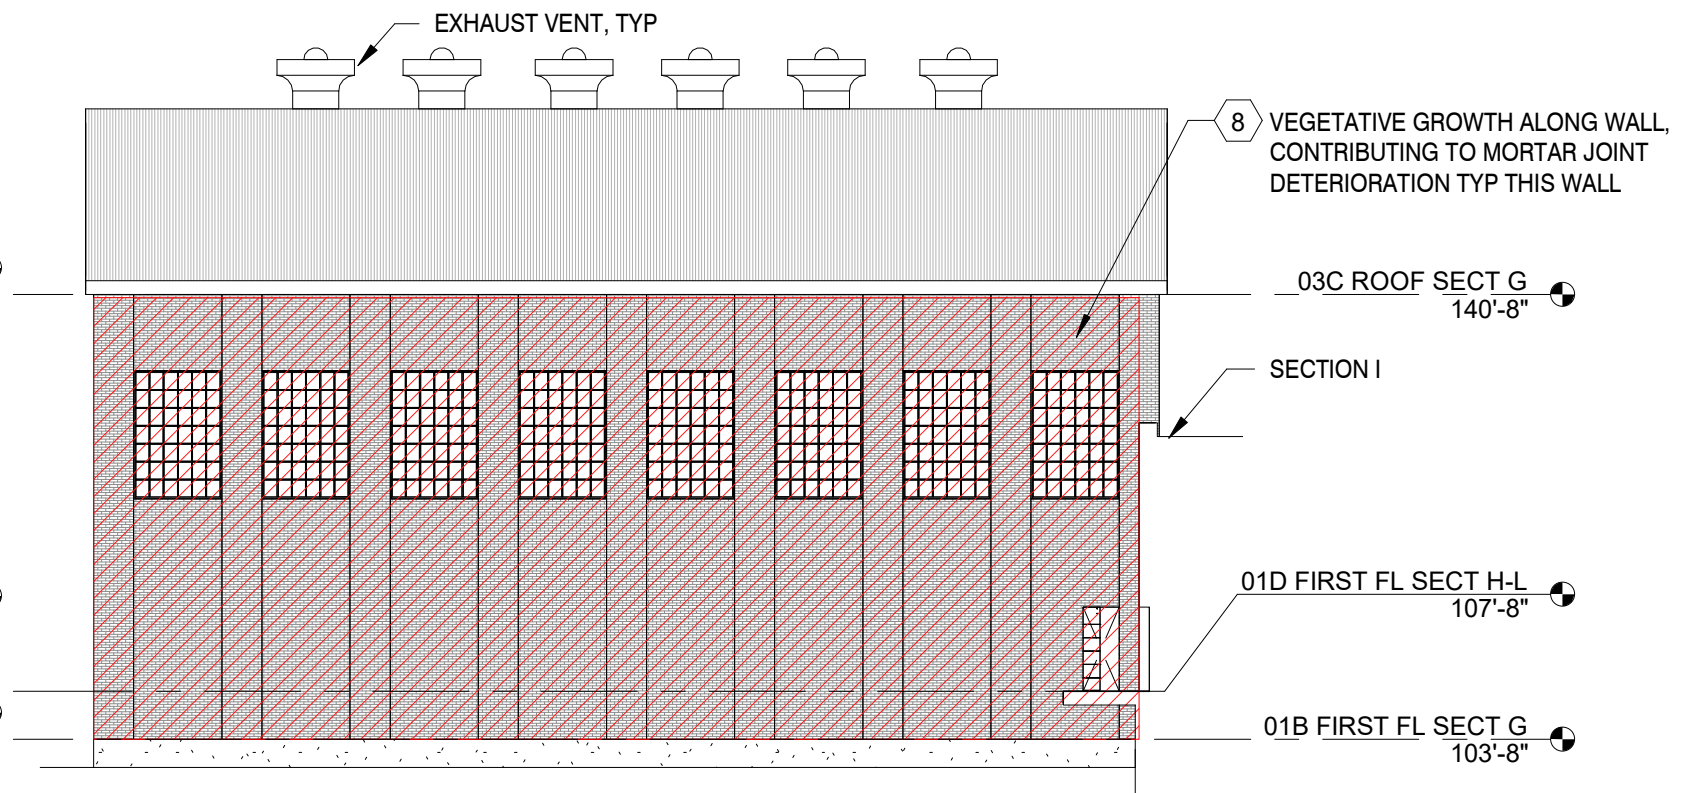 EXHAUST VENT, TYP
8
VEGETATIVE GROWTH ALONG WALL,
CONTRIBUTING TO MORTAR JOINT
DETERIORATION TYP THIS WALL
03C ROOF SECT G
140'-8"
SECTION I
01D FIRST FL SECT H-L
107'-8"
01B FIRST FL SECT G
103'-8"